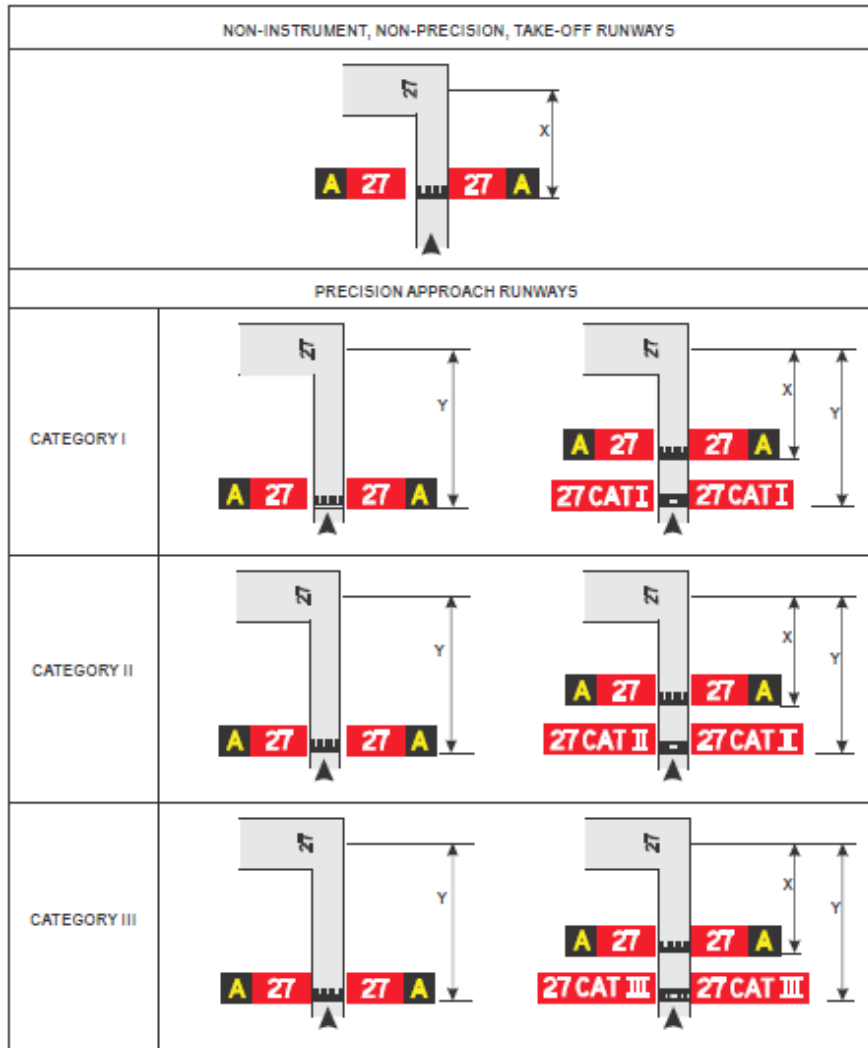 NON-INSTRUMENT, NON-PRECISION, TAKE-OFF RUNWAYS
27
X
A 27 27 A
PRECISION APPROACH RUNWAYS
27 27
Y X Y
CATEGORY I
A 27 27 A
A 27 27 A
27 CAT I 27 CAT I
27 27
Y X Y
CATEGORY II
A 27 27 A
A 27 27 A
27 CAT II 27 CAT I
27 27
Y X Y
CATEGORY III
A 27 27 A
A 27 27 A
27 CAT III 27 CAT III